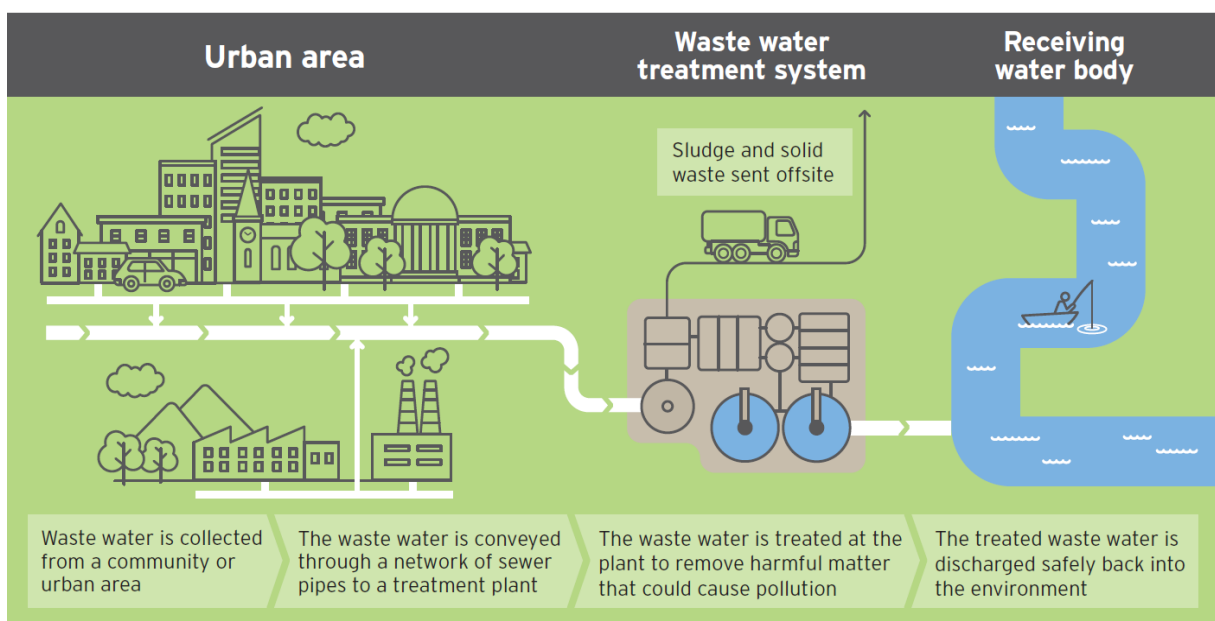 Urban area
Waste water
treatment system
Receiving
water body
Sludge and solid
waste sent offsite
Waste water is collected
from a community or
urban area
The waste water is conveyed
through a network of sewer
pipes to a treatment plant
The waste water is treated at the
plant to remove harmful matter
that could cause pollution
The treated waste water is
discharged safely back into
the environment